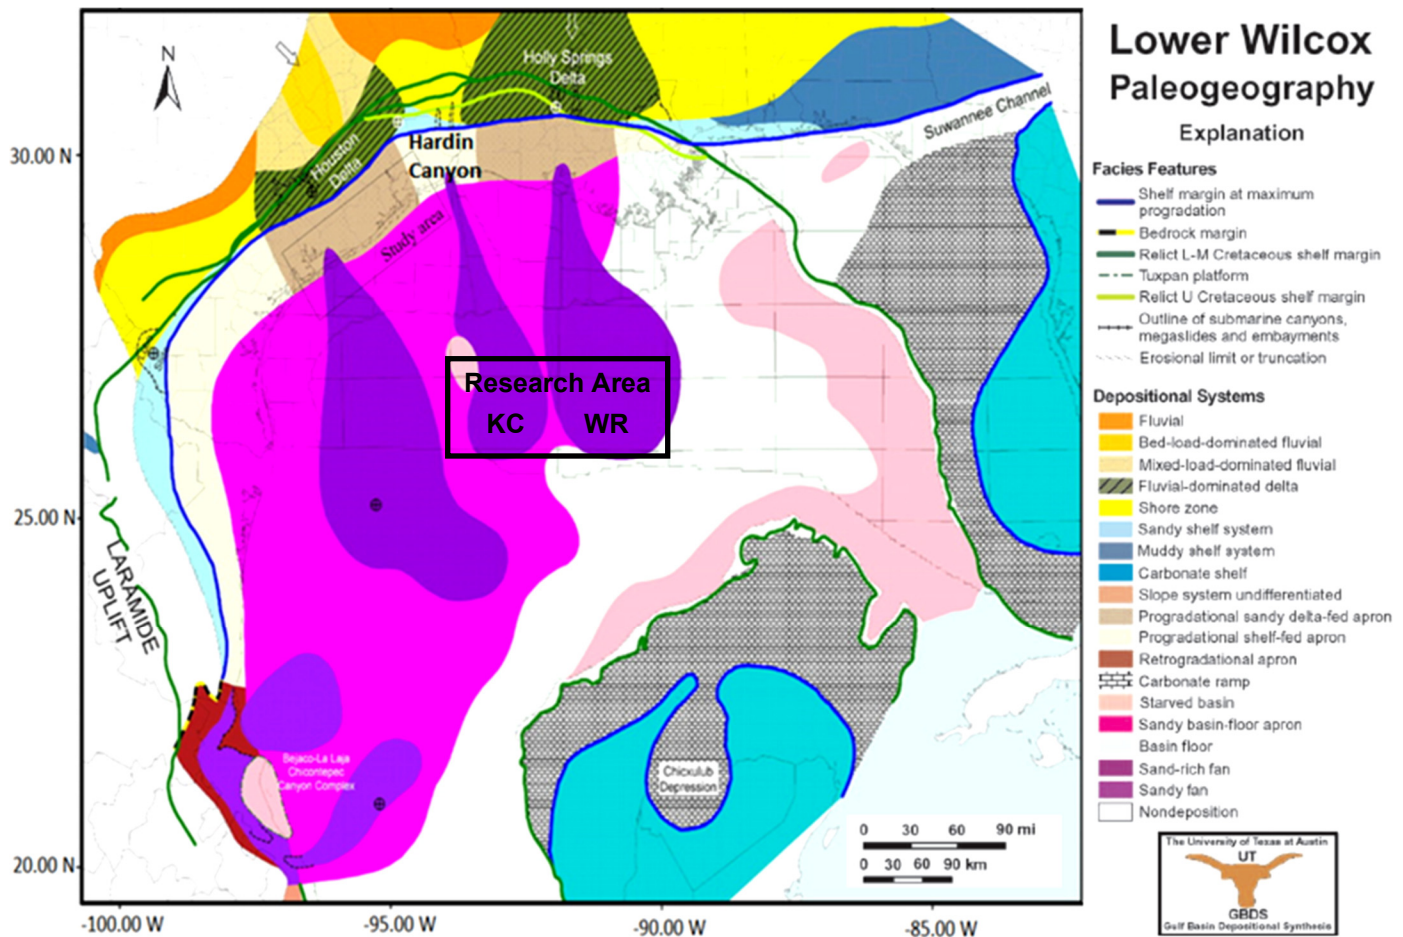 Lower Wilcox
Paleogeography
Explanation
Facies Features
Shelf margin at maximum
progradation
Bedrock margin
Relict L-M Cretaceous shelf margin
Tuxpan platform
Relict U Cretaceous shelf margin
Outline of submarine canyons,
megaslides and embayments
Erosional limit or truncation
Depositional Systems
Fluvial
Bed-load-dominated fluvial
Mixed-load-dominated fluvial
Fluvial-dominated delta
Shore zone
Sandy shelf system
Muddy shelf system
Carbonate shelf
Slope system undifferentiated
Progradational sandy delta-fed apron
Progradational shelf-fed apron
Retrogradational apron
Carbonate ramp
Starved basin
Sandy basin-floor apron
Basin floor
Sand-rich fan
Sandy fan
Nondeposition
The University of Texas at Austin
UT
GBDS
Gulf Basin Depositional Synthesis
N
Holly Springs
Delta
Suwannee Channel
Houston
Delta
Hardin
Canyon
Study area
Research Area
KC WR
LARAMIDE
UPLIFT
Bejaco-La Laja
Chicontepec
Canyon Complex
Chicxulub
Depression
0 30 60 90 mi
0 30 60 90 km
30.00 N
25.00 N
20.00 N
-100.00 W
-95.00 W
-90.00 W
-85.00 W